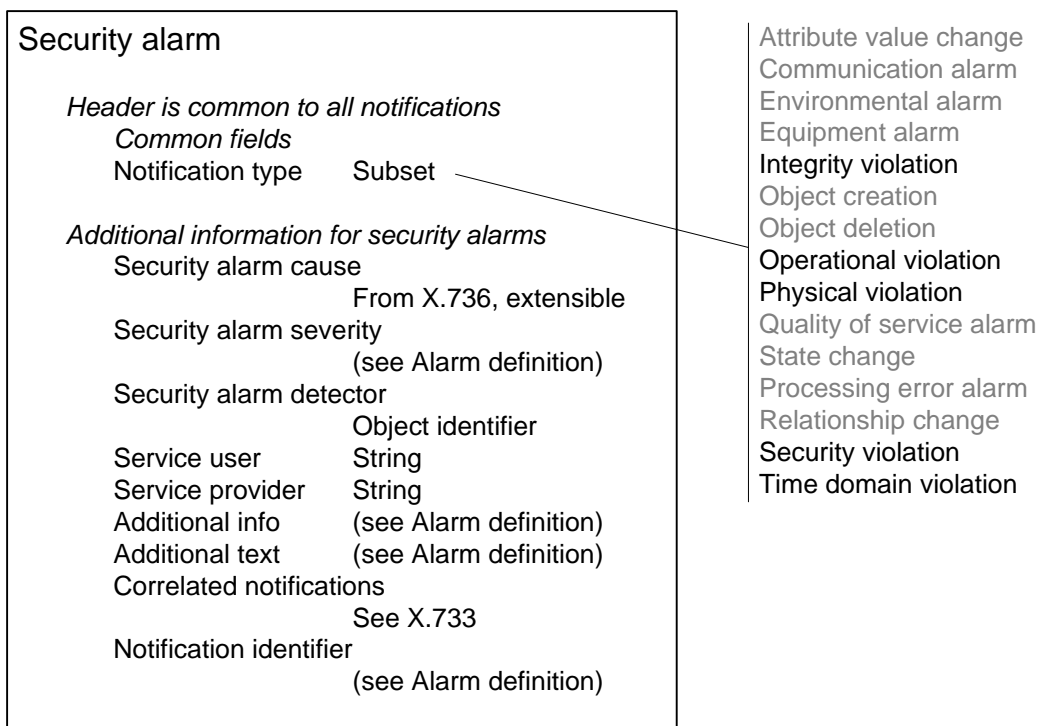 Security alarm
Header is common to all notifications
Common fields
Notification type Subset
Additional information for security alarms
Security alarm cause
From X.736, extensible
Security alarm severity
(see Alarm definition)
Security alarm detector
Object identifier
Service user String
Service provider String
Additional info (see Alarm definition)
Additional text (see Alarm definition)
Correlated notifications
See X.733
Notification identifier
(see Alarm definition)
Attribute value change
Communication alarm
Environmental alarm
Equipment alarm
Integrity violation
Object creation
Object deletion
Operational violation
Physical violation
Quality of service alarm
State change
Processing error alarm
Relationship change
Security violation
Time domain violation